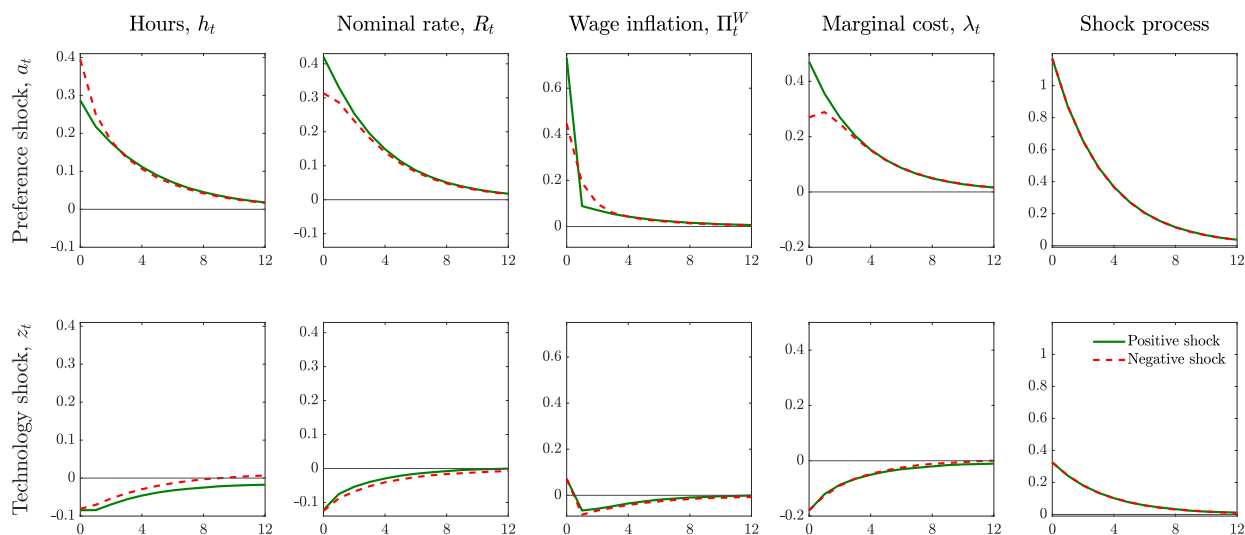 Hours, h_t
Nominal rate, R_t
Wage inflation, Π_t^W
Marginal cost, λ_t
Shock process
Preference shock, a_t
0.4
0.3
0.2
0.1
0
-0.1
0 4 8 12
0.4
0.3
0.2
0.1
0
-0.1
0 4 8 12
0.6
0.4
0.2
0
0 4 8 12
0.4
0.2
0
-0.2
0 4 8 12
1
0.8
0.6
0.4
0.2
0
0 4 8 12
Technology shock, z_t
0.4
0.3
0.2
0.1
0
-0.1
0 4 8 12
0.4
0.3
0.2
0.1
0
-0.1
0 4 8 12
0.6
0.4
0.2
0
0 4 8 12
0.4
0.2
0
-0.2
0 4 8 12
1
0.8
0.6
0.4
0.2
0
0 4 8 12
Positive shock
Negative shock